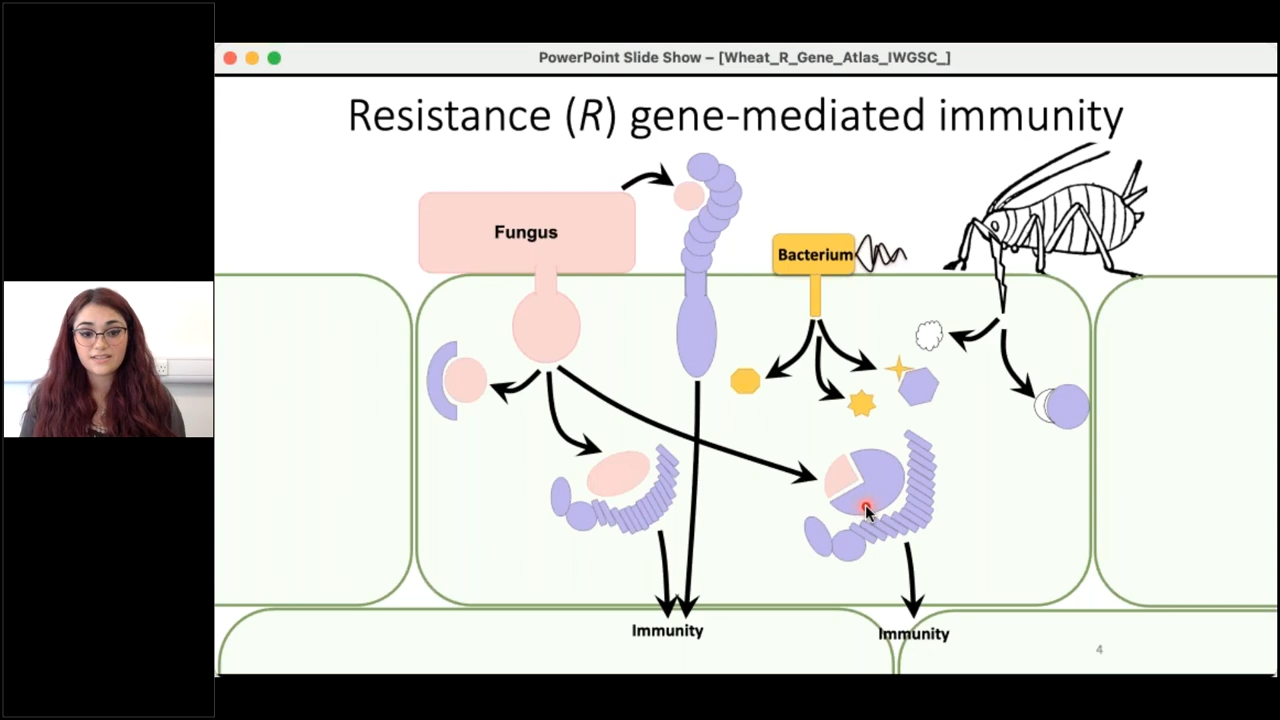 PowerPoint Slide Show – [Wheat_R_Gene_Atlas_IWGSC_]
Resistance (R) gene-mediated immunity
Fungus
Bacterium
Immunity
Immunity
4